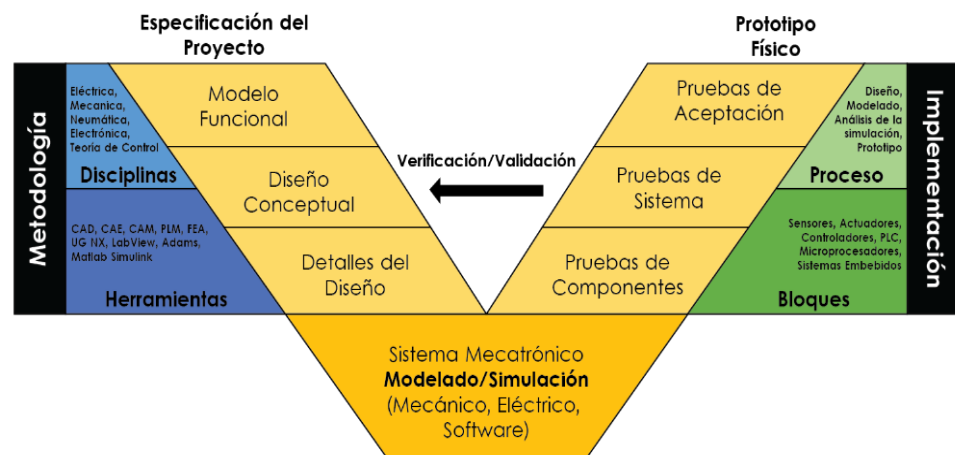 Especificación del
Proyecto
Prototipo
Físico
Metodología
Eléctrica,
Mecanica,
Neumática,
Electrónica,
Teoría de Control
Disciplinas
CAD, CAE, CAM, PLM, FEA,
UG NX, LabView, Adams,
Matlab Simulink
Herramientas
Modelo
Funcional
Diseño
Conceptual
Detalles del
Diseño
Verificación/Validación
Pruebas de
Aceptación
Pruebas de
Sistema
Pruebas de
Componentes
Diseño,
Modelado,
Análisis de la
simulación,
Prototipo
Proceso
Sensores, Actuadores,
Controladores, PLC,
Microprocesadores,
Sistemas Embebidos
Bloques
Implementación
Sistema Mecatrónico
Modelado/Simulación
(Mecánico, Eléctrico,
Software)